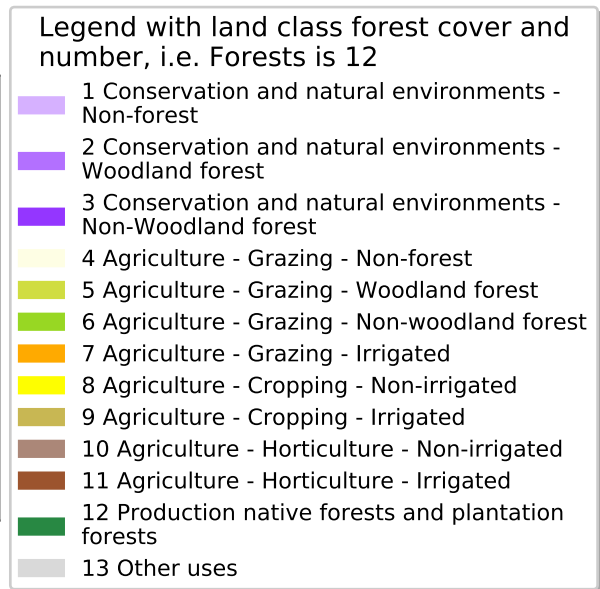 Legend with land class forest cover and
number, i.e. Forests is 12
1 Conservation and natural environments -
Non-forest
2 Conservation and natural environments -
Woodland forest
3 Conservation and natural environments -
Non-Woodland forest
4 Agriculture - Grazing - Non-forest
5 Agriculture - Grazing - Woodland forest
6 Agriculture - Grazing - Non-woodland forest
7 Agriculture - Grazing - Irrigated
8 Agriculture - Cropping - Non-irrigated
9 Agriculture - Cropping - Irrigated
10 Agriculture - Horticulture - Non-irrigated
11 Agriculture - Horticulture - Irrigated
12 Production native forests and plantation
forests
13 Other uses